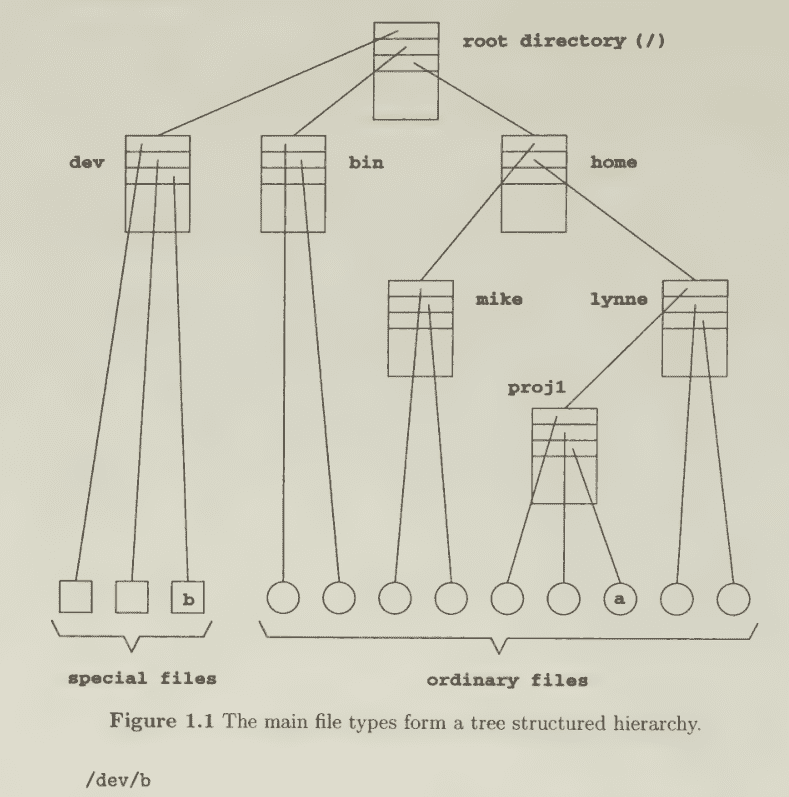 root directory (/)
dev
bin
home
mike
lynne
proj1
b
a
special files
ordinary files
Figure 1.1 The main file types form a tree structured hierarchy.
/dev/b